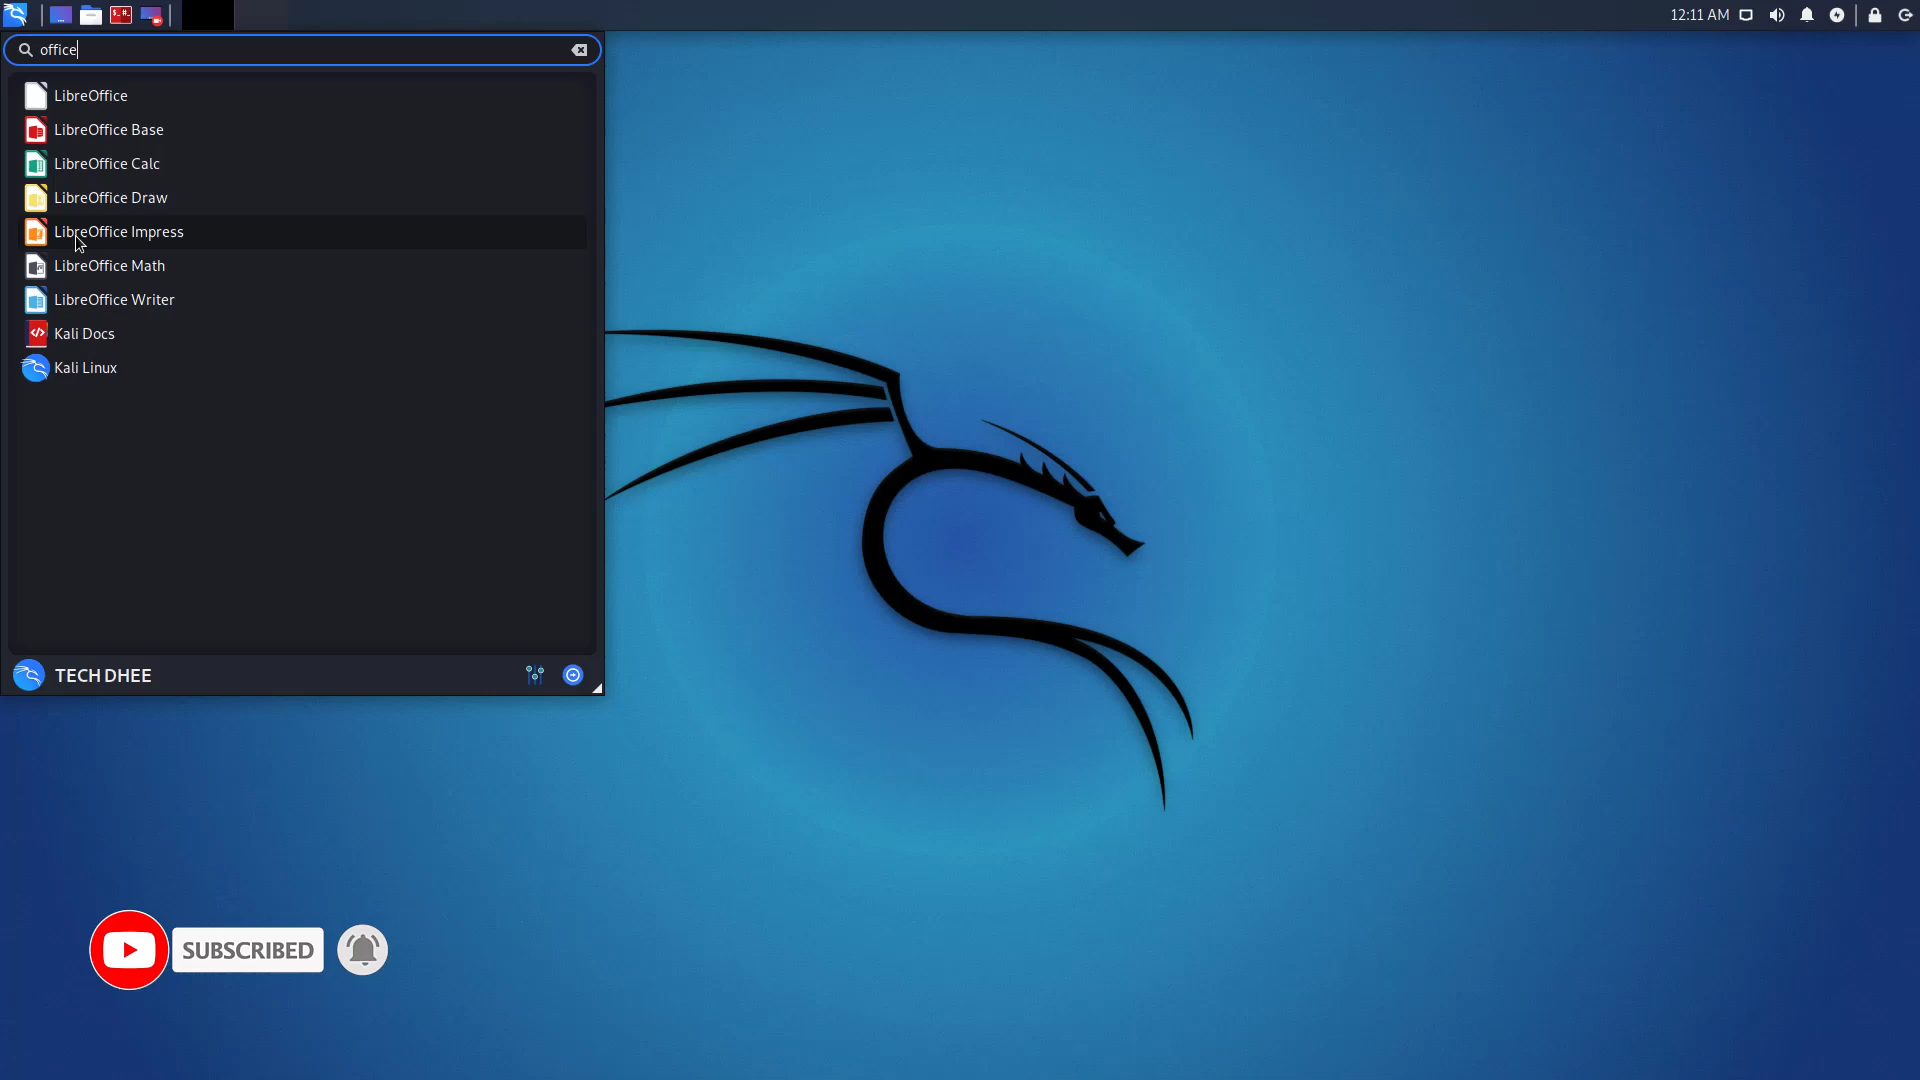 12:11 AM
office
LibreOffice
LibreOffice Base
LibreOffice Calc
LibreOffice Draw
LibreOffice Impress
LibreOffice Math
LibreOffice Writer
Kali Docs
Kali Linux
TECH DHEE
SUBSCRIBED